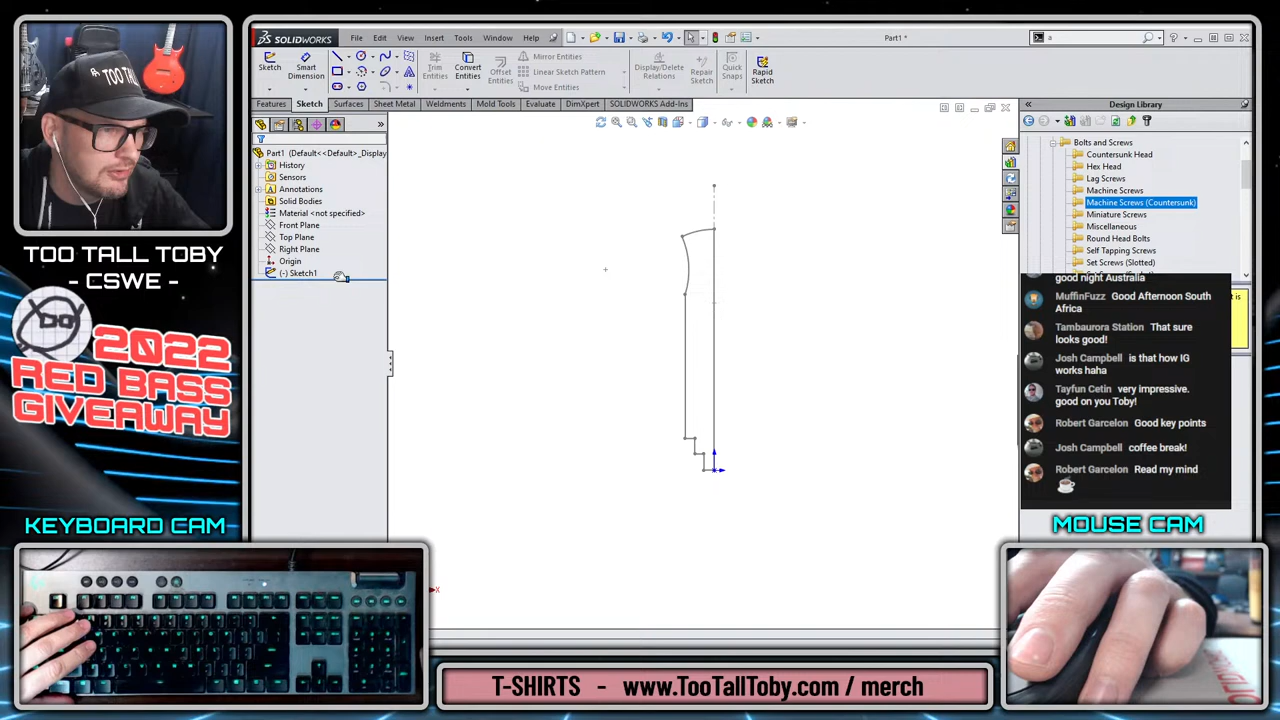 SOLIDWORKS
File
Edit
View
Insert
Tools
Window
Help
Part1 *
a
Sketch
Smart Dimension
Trim Entities
Convert Entities
Offset Entities
Mirror Entities
Linear Sketch Pattern
Move Entities
Display/Delete Relations
Repair Sketch
Quick Snaps
Rapid Sketch
Features
Sketch
Surfaces
Sheet Metal
Weldments
Mold Tools
Evaluate
DimXpert
SOLIDWORKS Add-Ins
Part1 (Default<<Default>_Display
History
Sensors
Annotations
Solid Bodies
Material <not specified>
Front Plane
Top Plane
Right Plane
Origin
(-) Sketch1
X
Design Library
Bolts and Screws
Countersunk Head
Hex Head
Lag Screws
Machine Screws
Machine Screws (Countersunk)
Miniature Screws
Miscellaneous
Round Head Bolts
Self Tapping Screws
Set Screws (Slotted)
good night Australia
MuffinFuzz Good Afternoon South
Africa
Tambaurora Station That sure
looks good!
Josh Campbell is that how IG
works haha
Tayfun Cetin very impressive.
good on you Toby!
Robert Garcelon Good key points
Josh Campbell coffee break!
Robert Garcelon Read my mind
TOO TALL TOBY
- CSWE -
2022
RED BASS
GIVEAWAY
KEYBOARD CAM
MOUSE CAM
T-SHIRTS - www.TooTallToby.com / merch